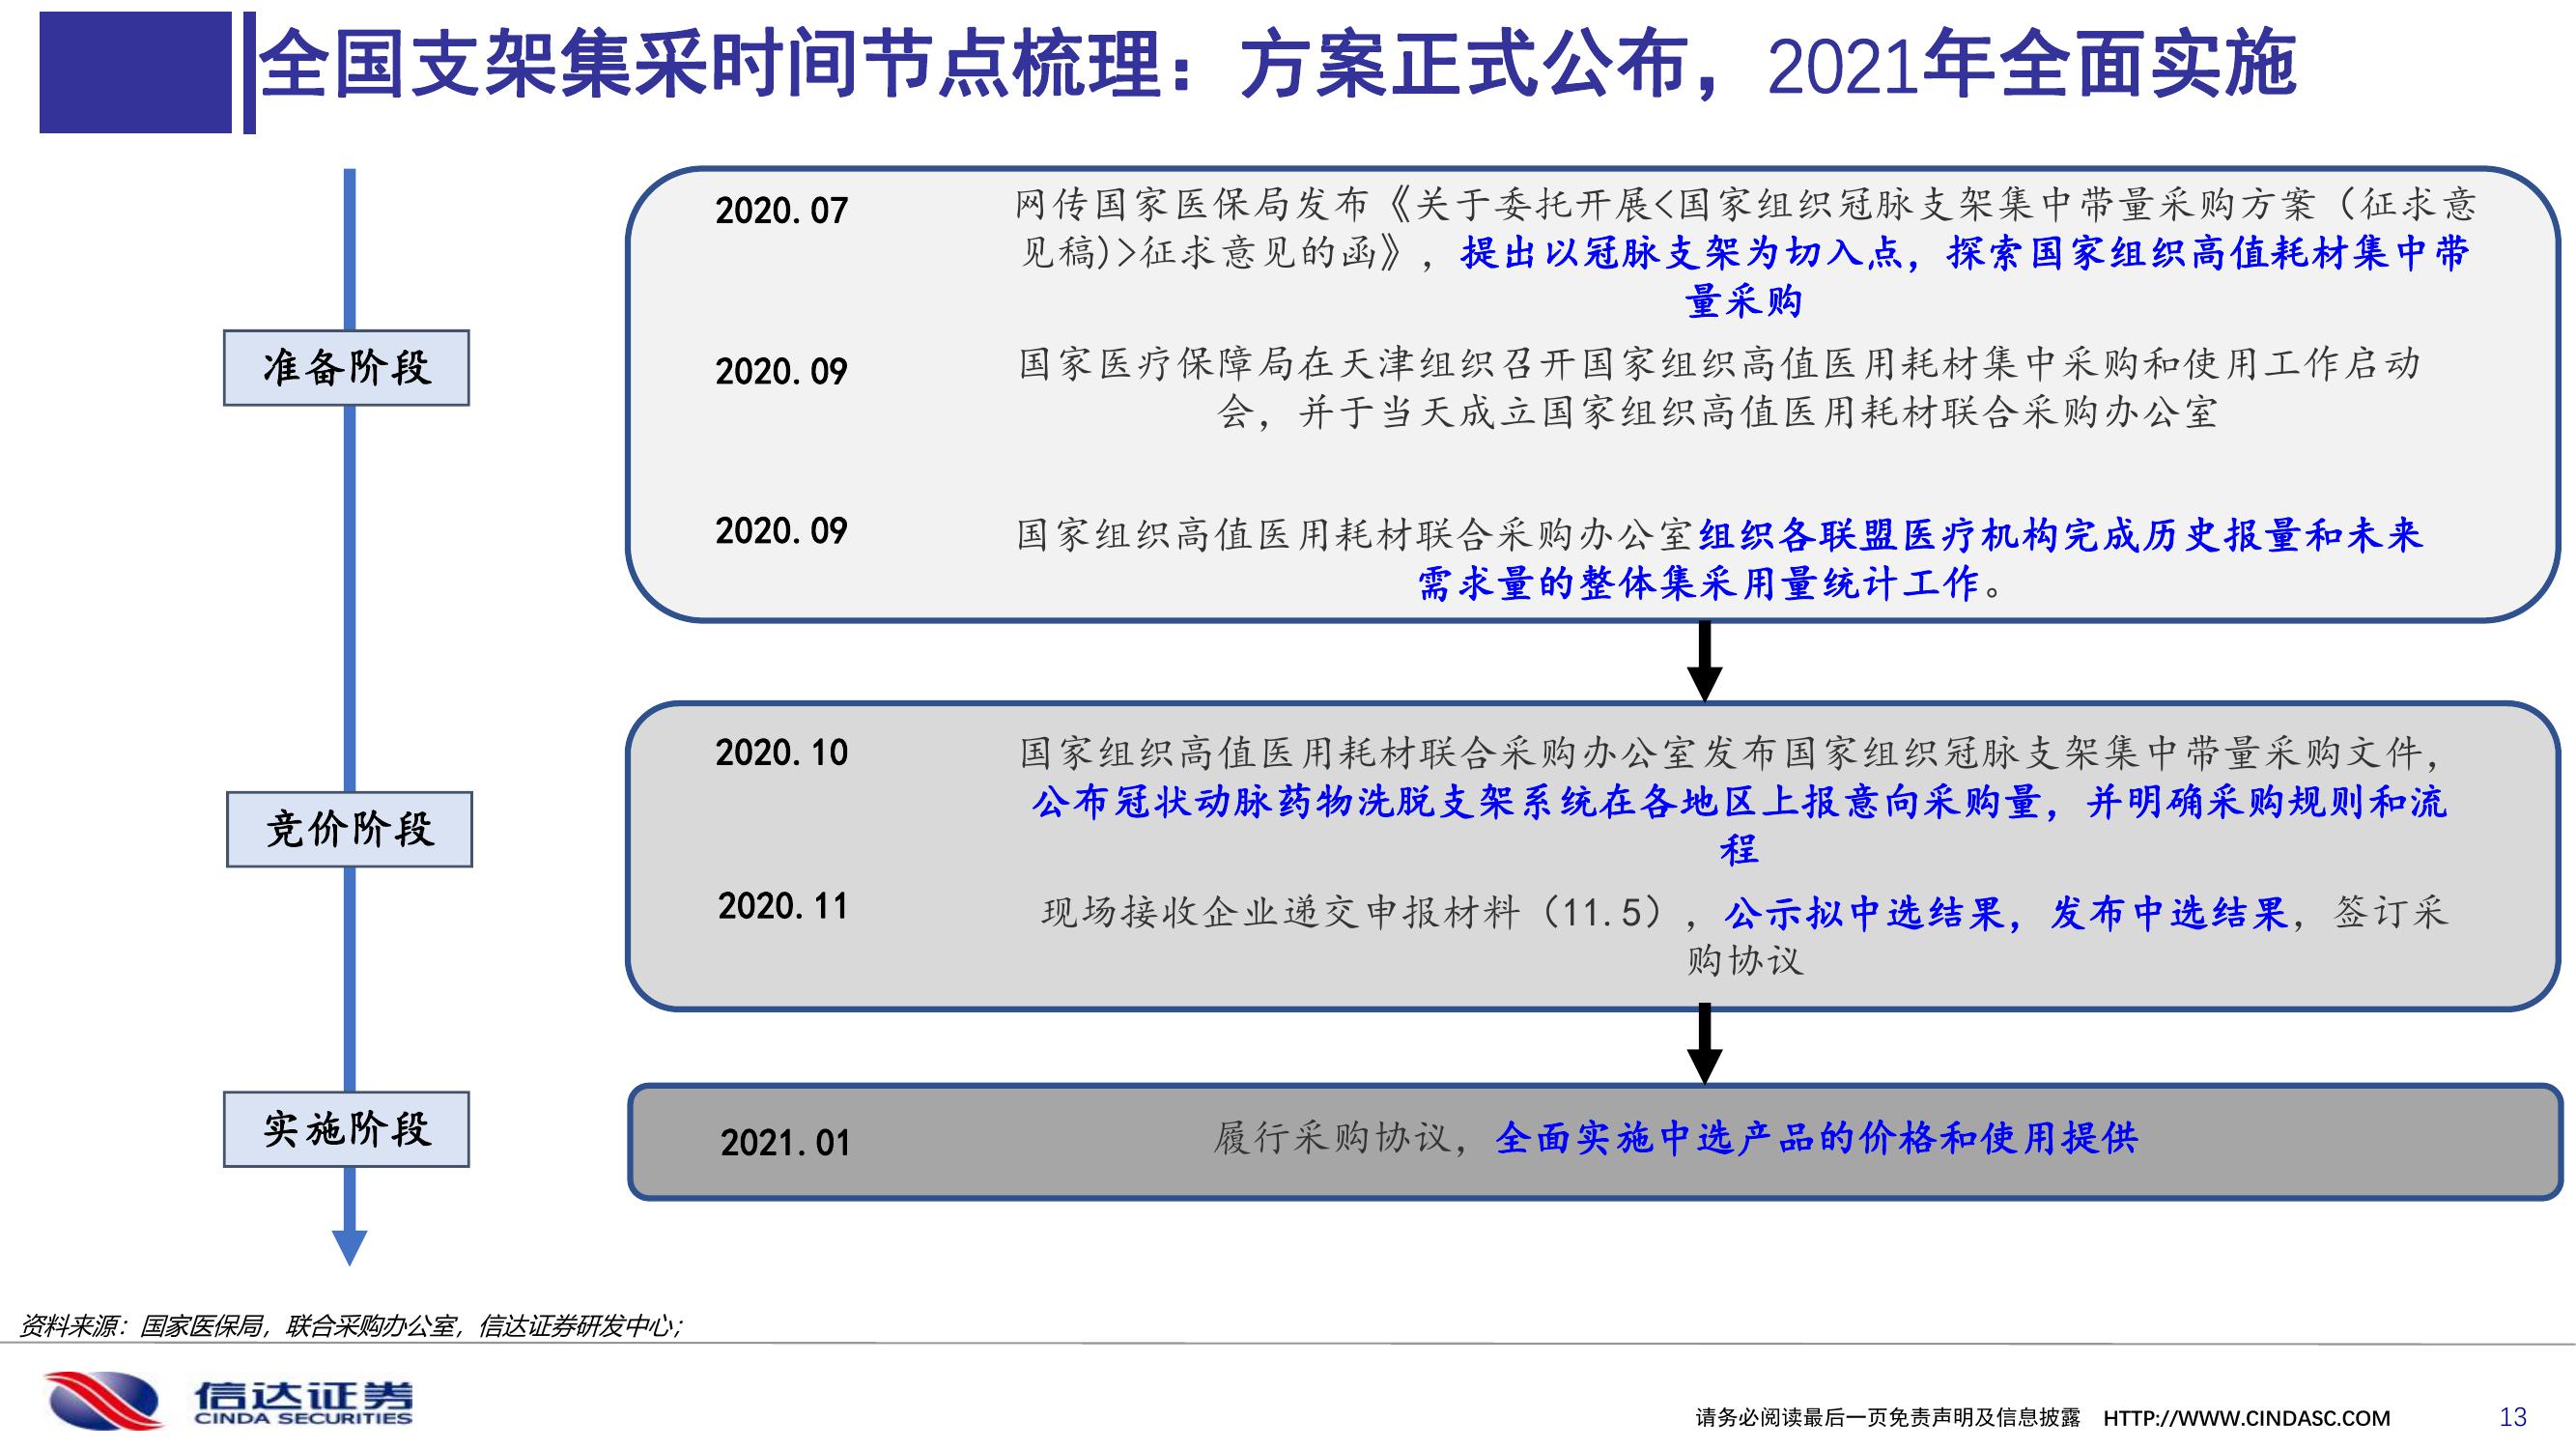 全国支架集采时间节点梳理：方案正式公布，2021年全面实施
准备阶段
2020.07
网传国家医保局发布《关于委托开展<国家组织冠脉支架集中带量采购方案（征求意
见稿)>征求意见的函》，提出以冠脉支架为切入点，探索国家组织高值耗材集中带
量采购
2020.09
国家医疗保障局在天津组织召开国家组织高值医用耗材集中采购和使用工作启动
会，并于当天成立国家组织高值医用耗材联合采购办公室
2020.09
国家组织高值医用耗材联合采购办公室组织各联盟医疗机构完成历史报量和未来
需求量的整体集采用量统计工作。
竞价阶段
2020.10
国家组织高值医用耗材联合采购办公室发布国家组织冠脉支架集中带量采购文件，
公布冠状动脉药物洗脱支架系统在各地区上报意向采购量，并明确采购规则和流
程
2020.11
现场接收企业递交申报材料（11.5），公示拟中选结果，发布中选结果，签订采
购协议
实施阶段
2021.01
履行采购协议，全面实施中选产品的价格和使用提供
资料来源：国家医保局，联合采购办公室，信达证券研发中心；
信达证券
CINDA SECURITIES
请务必阅读最后一页免责声明及信息披露 HTTP://WWW.CINDASC.COM
13